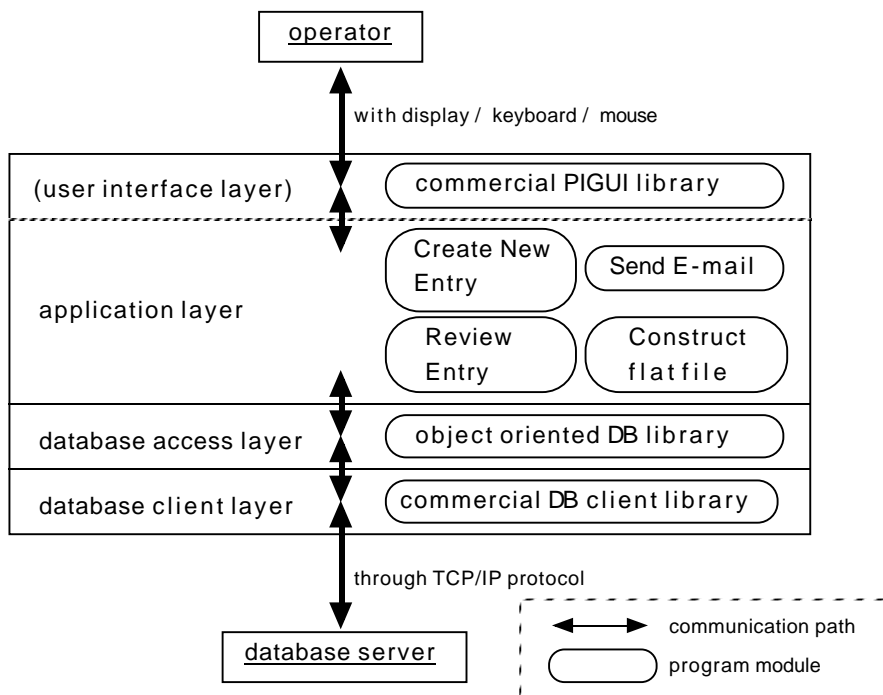 operator
with display / keyboard / mouse
(user interface layer)
commercial PIGUI library
application layer
Create New
Entry
Send E-mail
Review
Entry
Construct
flatfile
database access layer
object oriented DB library
database client layer
commercial DB client library
through TCP/IP protocol
database server
communication path
program module